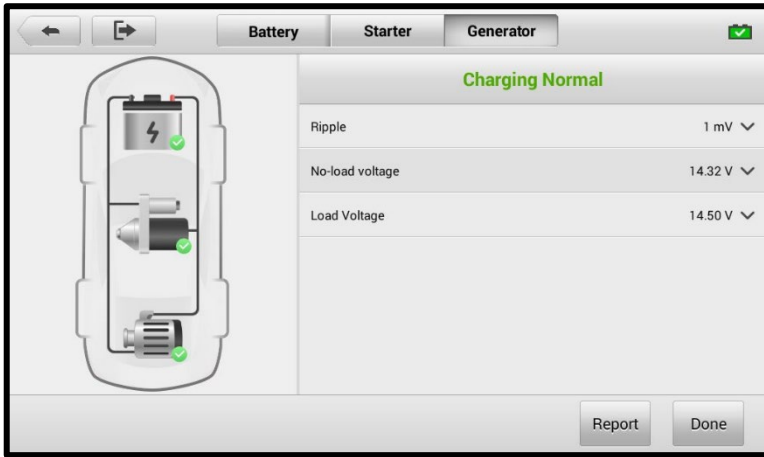 Battery Starter Generator
Charging Normal
Ripple 1 mV
No-load voltage 14.32 V
Load Voltage 14.50 V
Report Done